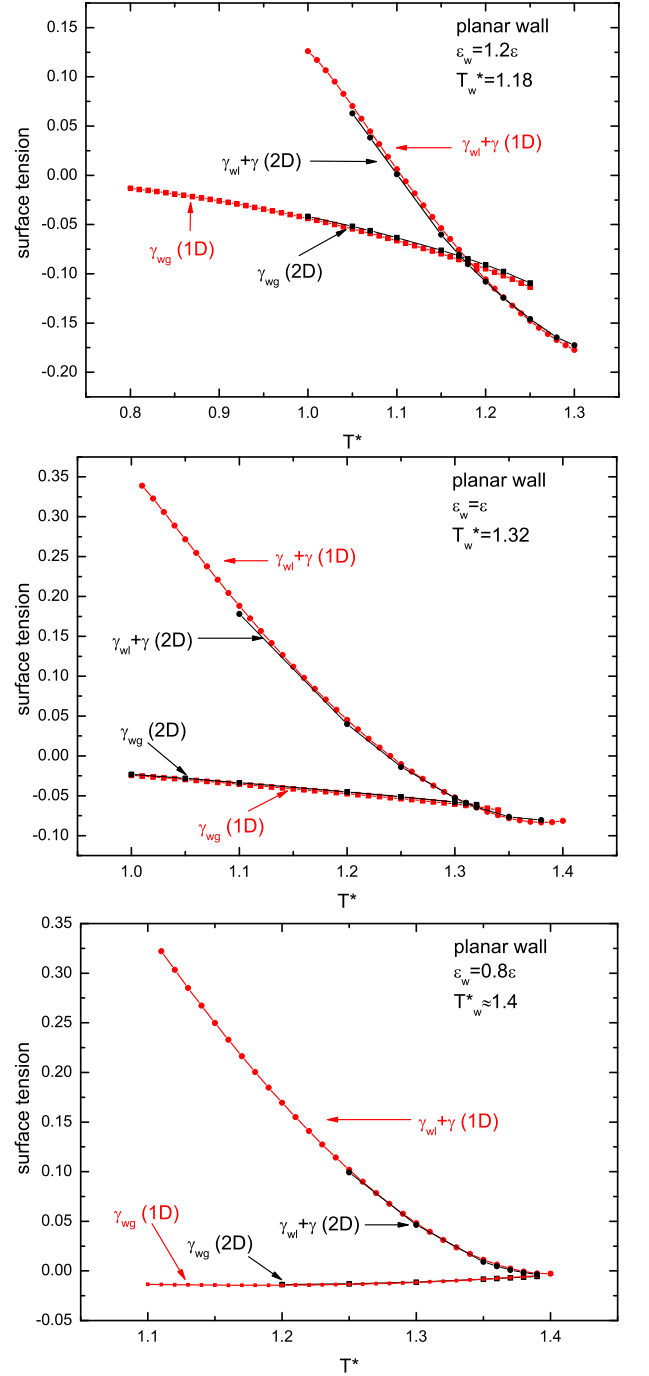 planar wall
ε_w=1.2ε
T_w*=1.18
0.15
0.10
0.05
0.00
-0.05
-0.10
-0.15
-0.20
surface tension
γ_wl+γ (2D)
γ_wl+γ (1D)
γ_wg (1D)
γ_wg (2D)
0.8 0.9 1.0 1.1 1.2 1.3
T*
planar wall
ε_w=ε
T_w*=1.32
0.35
0.30
0.25
0.20
0.15
0.10
0.05
0.00
-0.05
-0.10
surface tension
γ_wl+γ (1D)
γ_wl+γ (2D)
γ_wg (2D)
γ_wg (1D)
1.0 1.1 1.2 1.3 1.4
T*
planar wall
ε_w=0.8ε
T*_w≈1.4
0.35
0.30
0.25
0.20
0.15
0.10
0.05
0.00
-0.05
surface tension
γ_wl+γ (1D)
γ_wg (1D)
γ_wg (2D)
γ_wl+γ (2D)
1.1 1.2 1.3 1.4
T*